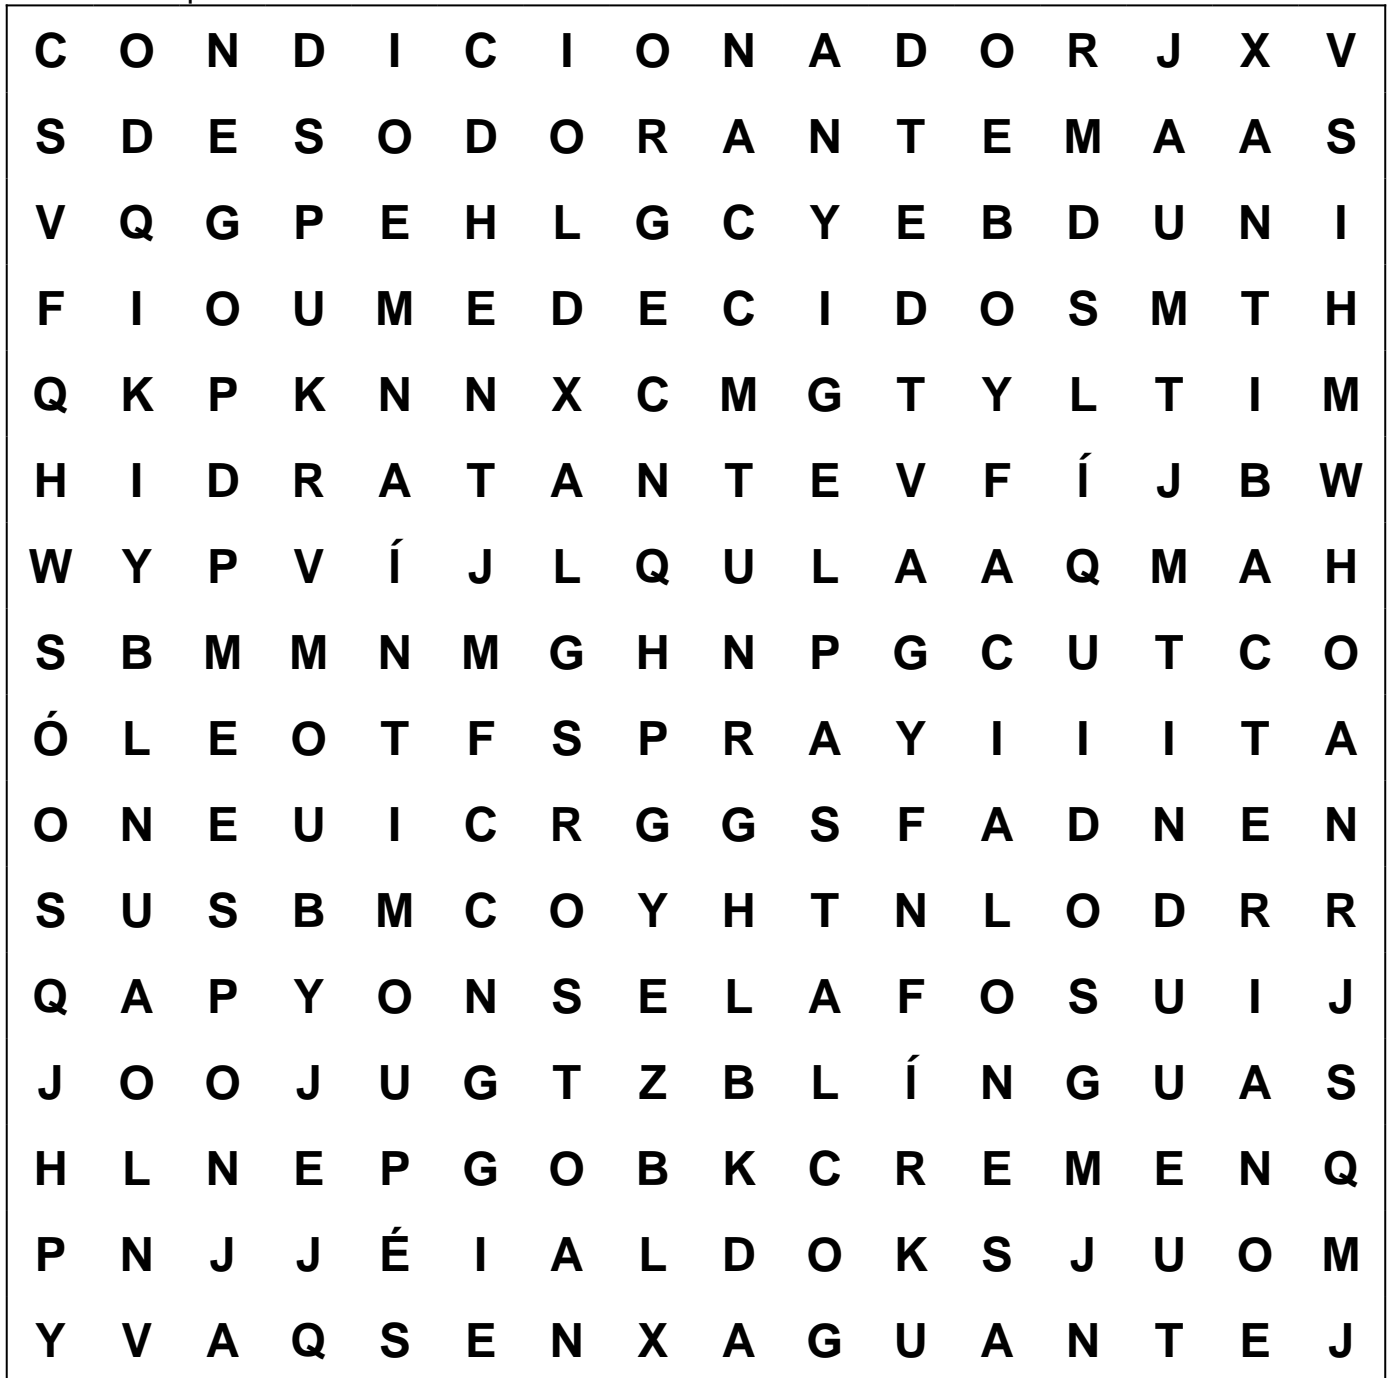 C O N D I C I O N A D O R J X V
S D E S O D O R A N T E M A A S
V Q G P E H L G C Y E B D U N I
F I O U M E D E C I D O S M T H
Q K P K N N X C M G T Y L T I M
H I D R A T A N T E V F Í J B W
W Y P V Í J L Q U L A A Q M A H
S B M M N M G H N P G C U T C O
Ó L E O T F S P R A Y I I I T A
O N E U I C R G G S F A D N E N
S U S B M C O Y H T N L O D R R
Q A P Y O N S E L A F O S U I J
J O O J U G T Z B L Í N G U A S
H L N E P G O B K C R E M E N Q
P N J J É I A L D O K S J U O M
Y V A Q S E N X A G U A N T E J